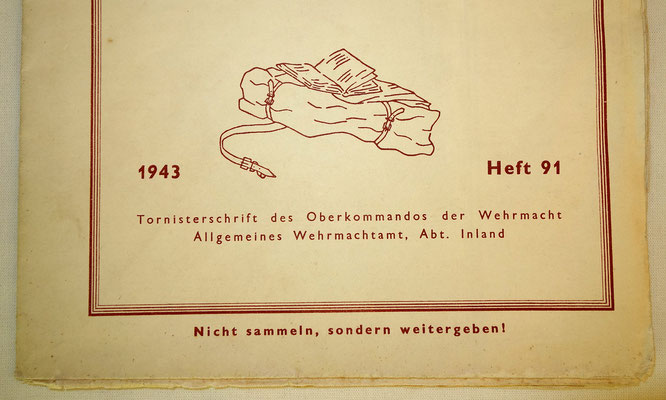 1943 Heft 91
Tornisterschrift des Oberkommandos der Wehrmacht
Allgemeines Wehrmachtamt, Abt. Inland
Nicht sammeln, sondern weitergeben!